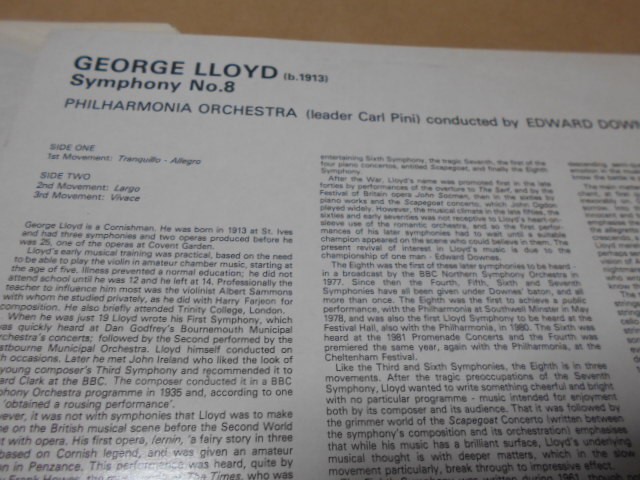 GEORGE LLOYD (b.1913)
Symphony No.8
PHILHARMONIA ORCHESTRA (leader Carl Pini) conducted by EDWARD DOWN
SIDE ONE
1st Movement: Tranquillo - Allegro
SIDE TWO
2nd Movement: Largo
3rd Movement: Vivace
George Lloyd is a Cornishman. He was born in 1913 at St. Ives
and had three symphonies and two operas produced before he
was 25, one of the operas at Covent Garden.
Lloyd's early musical training was practical, based on the need
to be able to play the violin in amateur chamber music, starting at
the age of five. Illness prevented a normal education; he did not
attend school until he was 12 and he left at 14. Professionally the
teacher to influence him most was the violinist Albert Sammons
with whom he studied privately, as he did with Harry Farjeon for
composition. He also briefly attended Trinity College, London.
When he was just 19 Lloyd wrote his First Symphony, which
was quickly heard at Dan Godfrey's Bournemouth Municipal
rchestra's concerts; followed by the Second performed by the
stbourne Municipal Orchestra. Lloyd himself conducted on
h occasions. Later he met John Ireland who liked the look of
young composer's Third Symphony and recommended it to
ard Clark at the BBC. The composer conducted it in a BBC
phony Orchestra programme in 1935 and, according to one
'obtained a rousing performance'.
ever, it was not with symphonies that Lloyd was to make
e on the British musical scene before the Second World
t with opera. His first opera, Iernin, 'a fairy story in three
based on Cornish legend, and was given an amateur
n in Penzance. This performance was heard, quite by
Frank Howes, the The Times, who was
entertaining Sixth Symphony, the tragic Seventh, the first of the
four piano concertos, entitled Scapegoat, and finally the Eighth
Symphony.
After the War, Lloyd's name was promoted first in the late
forties by performances of the overture to The Serf, and by the
Festival of Britain opera John Socman, then in the sixties by
piano works and the Scapegoat concerto, which John Ogdon
played widely. However, the musical climate in the late fifties, the
sixties and early seventies was not receptive to Lloyd's heart-on-
sleeve use of the romantic orchestra, and so the first perfor-
mances of his later symphonies had to wait until a suitable
champion appeared on the scene who could believe in them. The
present revival of interest in Lloyd's music is due to the
championship of one man - Edward Downes.
The Eighth was the first of these later symphonies to be heard
in a broadcast by the BBC Northern Symphony Orchestra in
1977. Since then the Fourth, Fifth, Sixth and Seventh
Symphonies have all been given under Downes' baton, and all
more than once. The Eighth was the first to achieve a public
performance, with the Philharmonia at Southwell Minster in May
1978, and was also the first Lloyd Symphony to be heard at the
Festival Hall, also with the Philharmonia, in 1980. The Sixth was
heard at the 1981 Promenade Concerts and the Fourth was
premiered the same year, again with the Philharmonia, at the
Cheltenham Festival.
Like the Third and Sixth Symphonies, the Eighth is in three
movements. After the tragic preoccupations of the Seventh
Symphony, Lloyd wanted to write something cheerful and bright
with no particular programme - music intended for enjoyment
both by its composer and its audience. That it was followed by
the grimmer world of the Scapegoat Concerto (written between
the symphony's composition and its orchestration) emphasises
that while his music has a brilliant surface, Lloyd's underlying
musical thought is with deeper matters, which in the slow
movement particularly, break through to impressive effect.